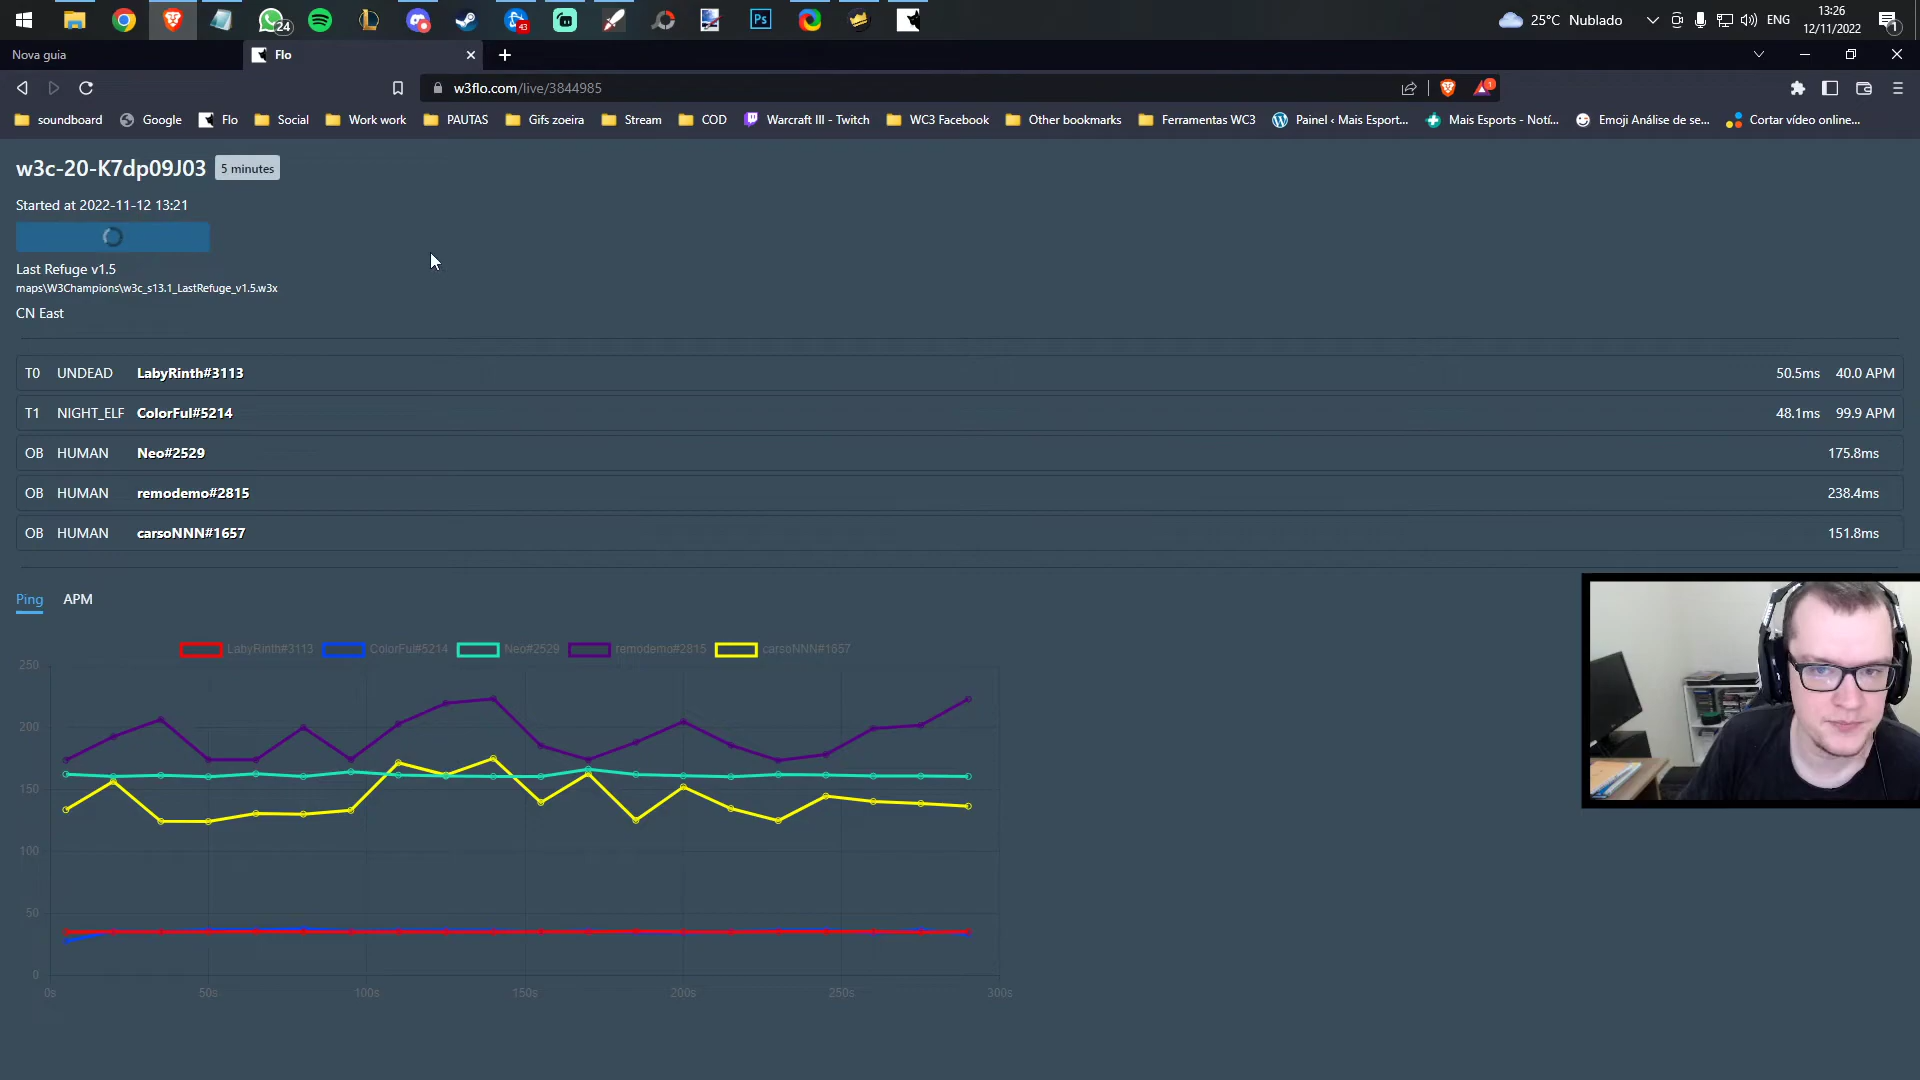 24
43
Ps
25°C Nublado
ENG
13:26
12/11/2022
1
Nova guia
Flo
w3flo.com/live/3844985
1
soundboard Google Flo Social Work work PAUTAS Gifs zoeira Stream COD Warcraft III - Twitch WC3 Facebook Other bookmarks Ferramentas WC3 Painel ‹ Mais Esport... Mais Esports - Notí... Emoji Análise de se... Cortar vídeo online...
w3c-20-K7dp09J03 5 minutes
Started at 2022-11-12 13:21
Last Refuge v1.5
maps\W3Champions\w3c_s13.1_LastRefuge_v1.5.w3x
CN East
T0 UNDEAD LabyRinth#3113 50.5ms 40.0 APM
T1 NIGHT_ELF ColorFul#5214 48.1ms 99.9 APM
OB HUMAN Neo#2529 175.8ms
OB HUMAN remodemo#2815 238.4ms
OB HUMAN carsoNNN#1657 151.8ms
Ping APM
LabyRinth#3113 ColorFul#5214 Neo#2529 remodemo#2815 carsoNNN#1657
250
200
150
100
50
0
0s 50s 100s 150s 200s 250s 300s